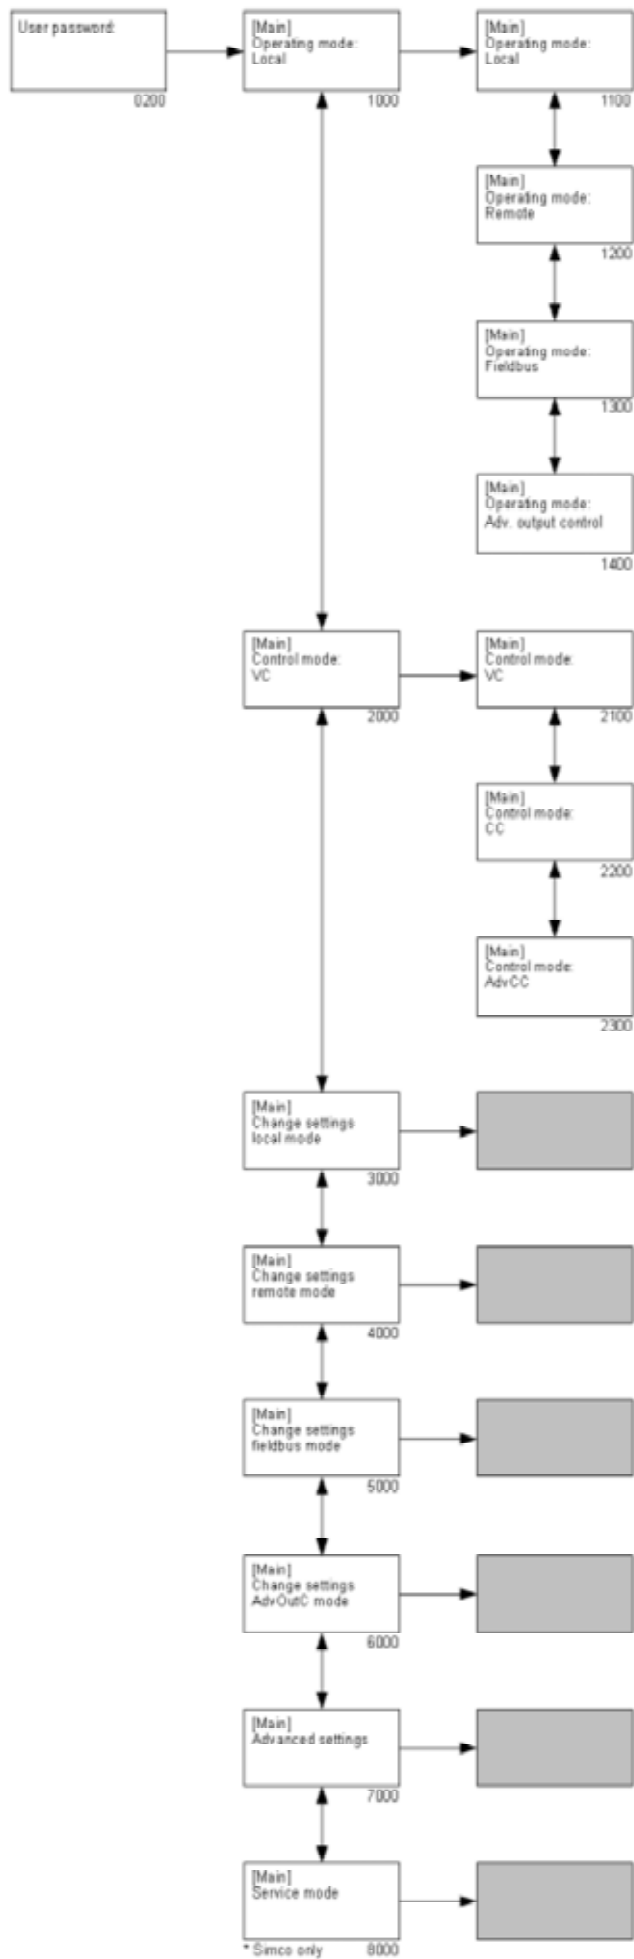 User password:
0200
[Main]
Operating mode:
Local
1000
[Main]
Operating mode:
Local
1100
[Main]
Operating mode:
Remote
1200
[Main]
Operating mode:
Fieldbus
1300
[Main]
Operating mode:
Adv. output control
1400
[Main]
Control mode:
VC
2000
[Main]
Control mode:
VC
2100
[Main]
Control mode:
CC
2200
[Main]
Control mode:
AdvCC
2300
[Main]
Change settings
local mode
3000
[Main]
Change settings
remote mode
4000
[Main]
Change settings
fieldbus mode
5000
[Main]
Change settings
AdvOutC mode
6000
[Main]
Advanced settings
7000
[Main]
Service mode
* Simco only 8000